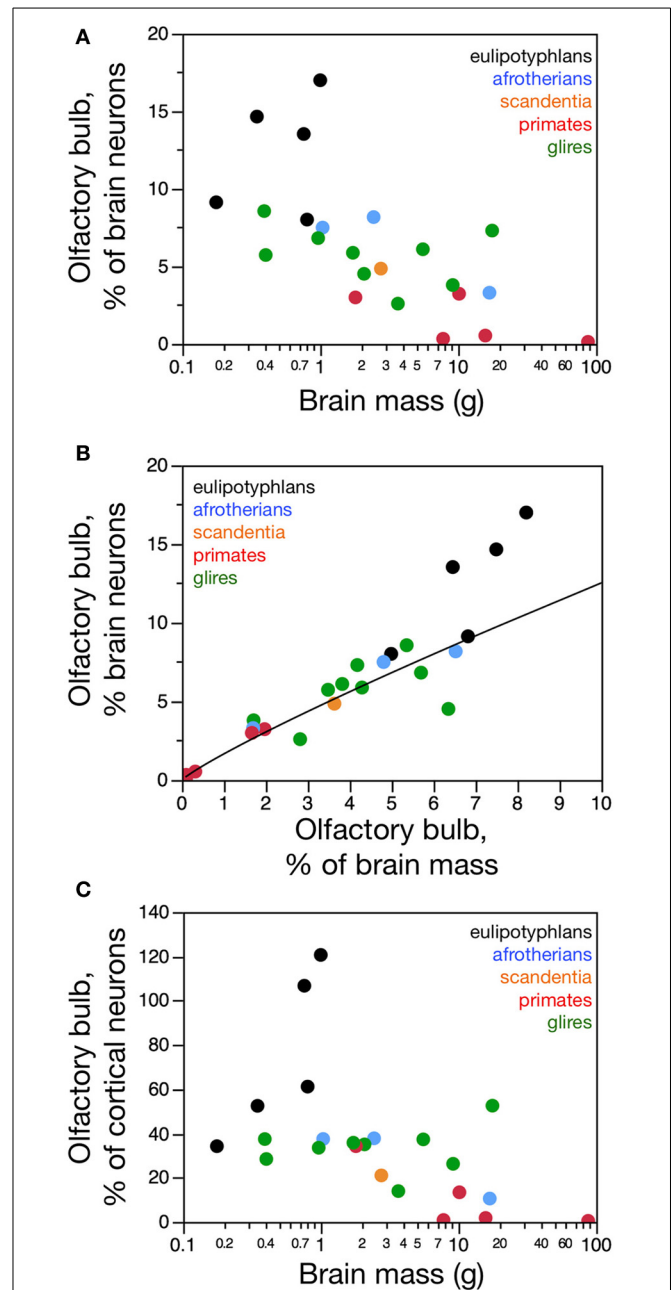 A
Olfactory bulb,
% of brain neurons
20
15
10
5
0
eulipotyphlans
afrotherians
scandentia
primates
glires
0.1 0.2 0.4 0.7 1 2 3 4 5 7 10 20 40 60 100
Brain mass (g)
B
Olfactory bulb,
% brain neurons
20
15
10
5
0
eulipotyphlans
afrotherians
scandentia
primates
glires
0 1 2 3 4 5 6 7 8 9 10
Olfactory bulb,
% of brain mass
C
Olfactory bulb,
% of cortical neurons
140
120
100
80
60
40
20
0
eulipotyphlans
afrotherians
scandentia
primates
glires
0.1 0.2 0.4 0.7 1 2 3 4 5 7 10 20 40 60 100
Brain mass (g)